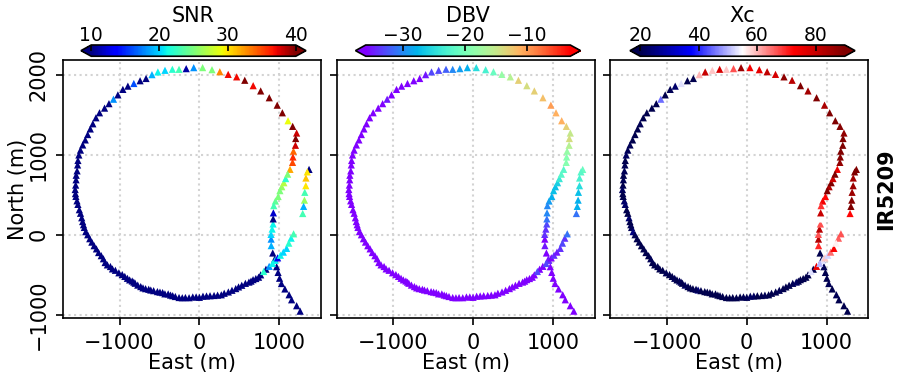 SNR DBV Xc
10 20 30 40 −30 −20 −10 20 40 60 80
2000
1000
0
−1000
North (m)
IR5209
−1000 0 1000 −1000 0 1000 −1000 0 1000
East (m) East (m) East (m)